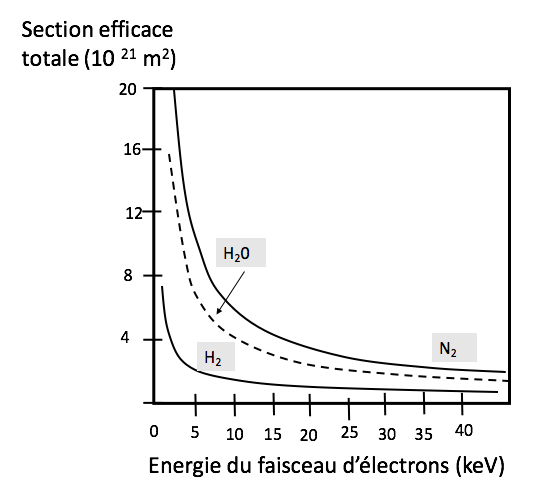 Section efficace
totale (10 21 m2)
20
16
12
8
4
H20
H2
N2
0 5 10 15 20 25 30 35 40
Energie du faisceau d'électrons (keV)